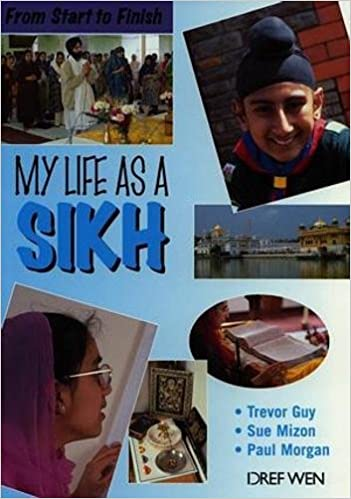 From Start to Finish
MY LIFE AS A
SIKH
• Trevor Guy
• Sue Mizon
• Paul Morgan
DREF WEN